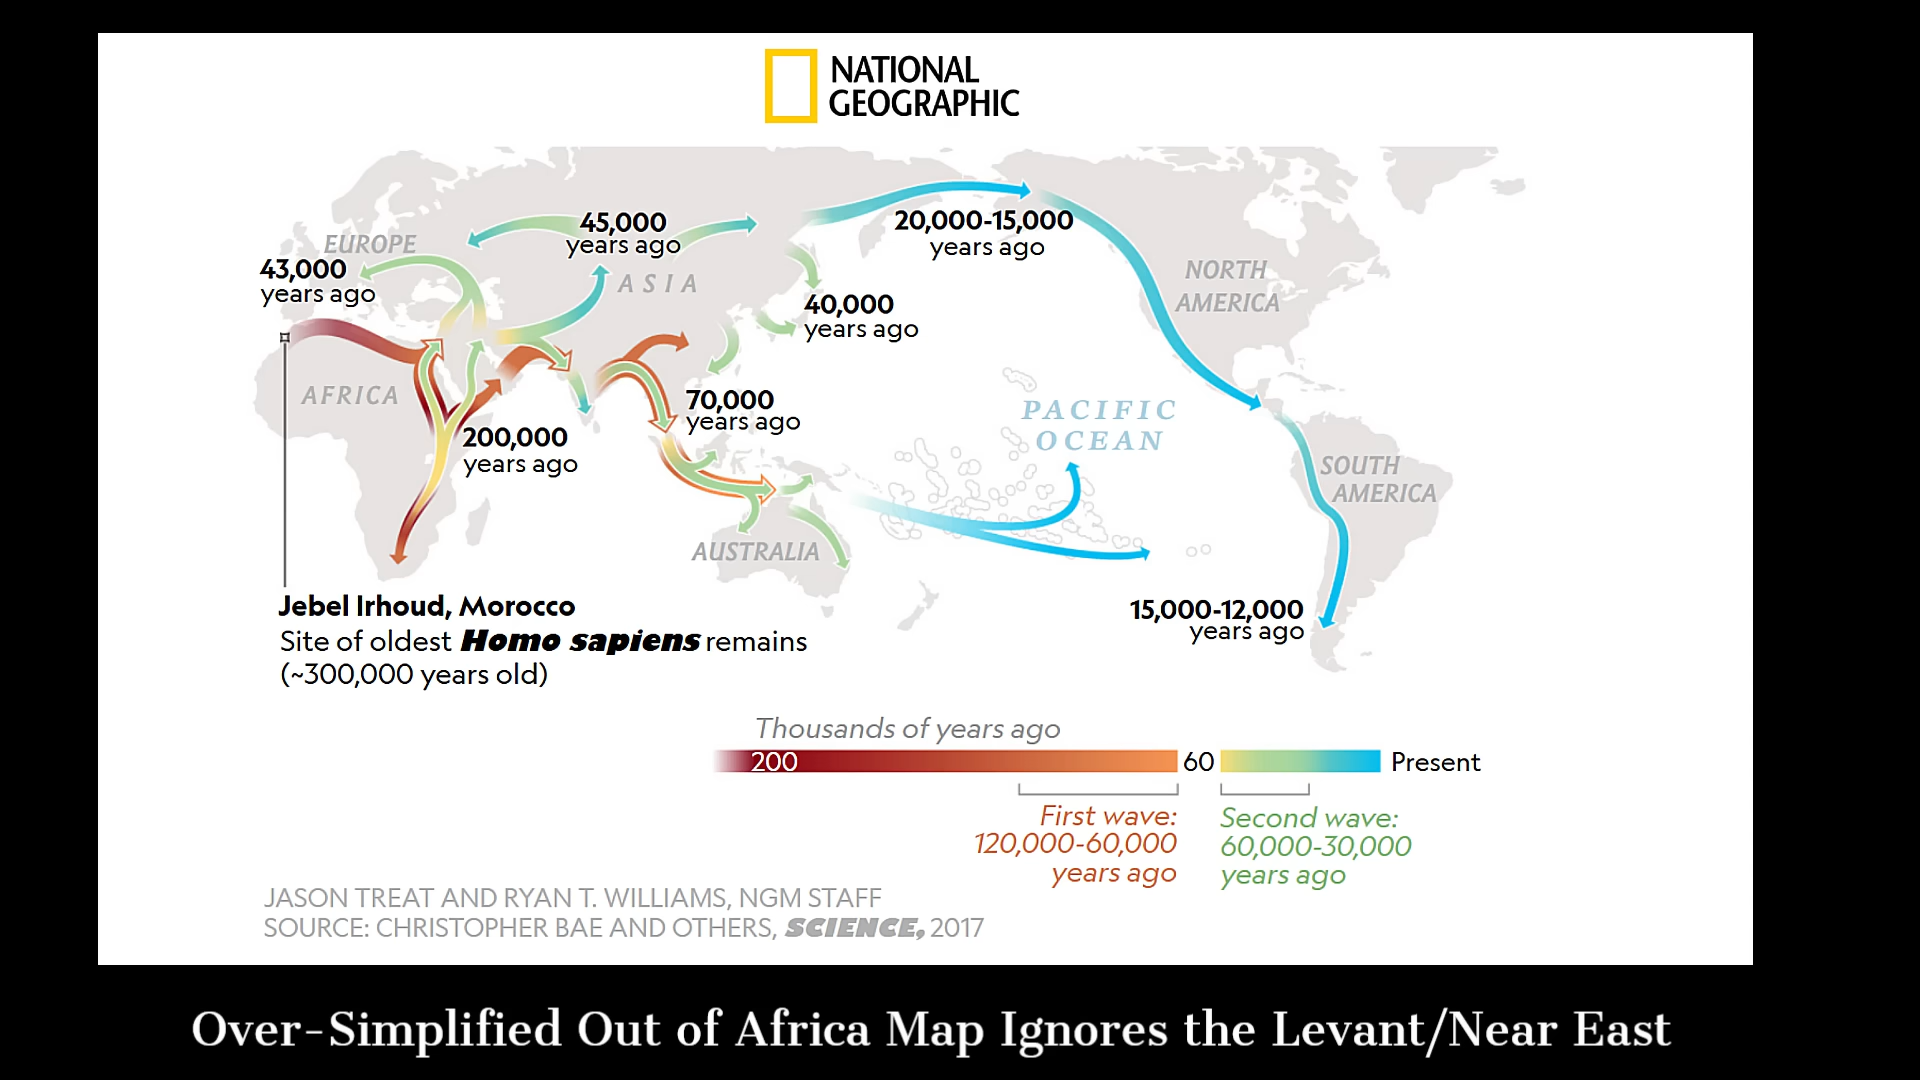 NATIONAL
GEOGRAPHIC
45,000
years ago
20,000-15,000
years ago
EUROPE
43,000
years ago
ASIA
NORTH
AMERICA
40,000
years ago
AFRICA
70,000
years ago
PACIFIC
OCEAN
200,000
years ago
SOUTH
AMERICA
AUSTRALIA
Jebel Irhoud, Morocco
Site of oldest Homo sapiens remains
(~300,000 years old)
15,000-12,000
years ago
Thousands of years ago
200 60 Present
First wave:
120,000-60,000
years ago
Second wave:
60,000-30,000
years ago
JASON TREAT AND RYAN T. WILLIAMS, NGM STAFF
SOURCE: CHRISTOPHER BAE AND OTHERS, SCIENCE, 2017
Over-Simplified Out of Africa Map Ignores the Levant/Near East